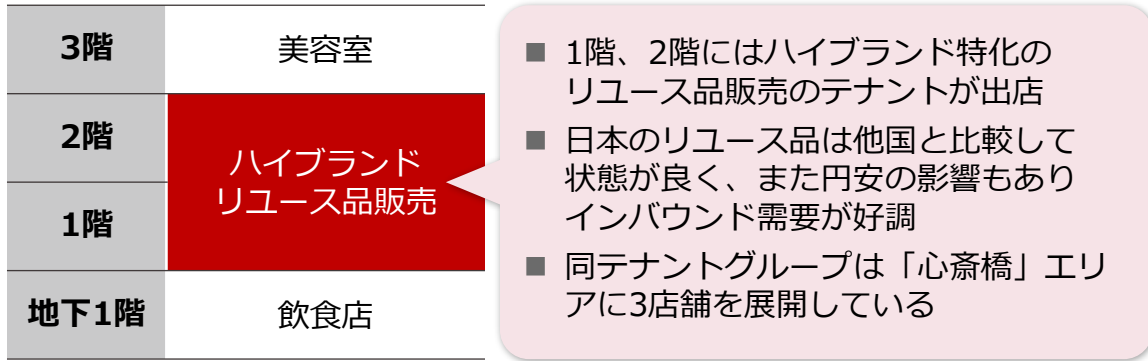 3階 美容室
2階
ハイブランド
リユース品販売
1階
地下1階 飲食店
■ 1階、2階にはハイブランド特化の
リユース品販売のテナントが出店
■ 日本のリユース品は他国と比較して
状態が良く、また円安の影響もあり
インバウンド需要が好調
■ 同テナントグループは「心斎橋」エリ
アに3店舗を展開している